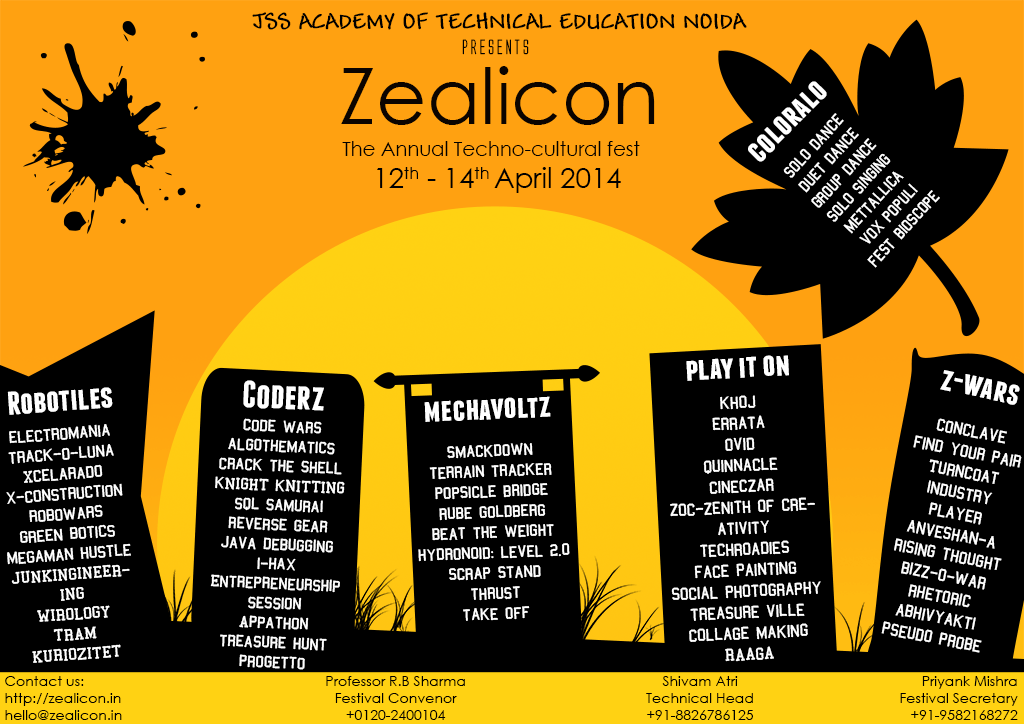 JSS ACADEMY OF TECHNICAL EDUCATION NOIDA
PRESENTS
Zealicon
The Annual Techno-cultural fest
12th - 14th April 2014
COLORALO
SOLO DANCE
DUET DANCE
GROUP DANCE
SOLO SINGING
METTALLICA
VOX POPULI
FEST BIOSCOPE
ROBOTILES
ELECTROMANIA
TRACK-O-LUNA
XCELARADO
X-CONSTRUCTION
ROBOWARS
GREEN BOTICS
MEGAMAN HUSTLE
JUNKINGINEER-
ING
WIROLOGY
TRAM
KURIOZITET
CODERZ
CODE WARS
ALGOTHEMATICS
CRACK THE SHELL
KNIGHT KNITTING
SQL SAMURAI
REVERSE GEAR
JAVA DEBUGGING
I-HAX
ENTREPRENEURSHIP
SESSION
APPATHON
TREASURE HUNT
PROGETTO
MECHAVOLTZ
SMACKDOWN
TERRAIN TRACKER
POPSICLE BRIDGE
RUBE GOLDBERG
BEAT THE WEIGHT
HYDRONOID: LEVEL 2.0
SCRAP STAND
THRUST
TAKE OFF
PLAY IT ON
KHOJ
ERRATA
OVID
QUINNACLE
CINECZAR
ZOC-ZENITH OF CRE-
ATIVITY
TECHROADIES
FACE PAINTING
SOCIAL PHOTOGRAPHY
TREASURE VILLE
COLLAGE MAKING
RAAGA
Z-WARS
CONCLAVE
FIND YOUR PAIR
TURNCOAT
INDUSTRY
PLAYER
ANVESHAN-A
RISING THOUGHT
BIZZ-O-WAR
RHETORIC
ABHIVYAKTI
PSEUDO PROBE
Contact us:
http://zealicon.in
hello@zealicon.in
Professor R.B Sharma
Festival Convenor
+0120-2400104
Shivam Atri
Technical Head
+91-8826786125
Priyank Mishra
Festival Secretary
+91-9582168272